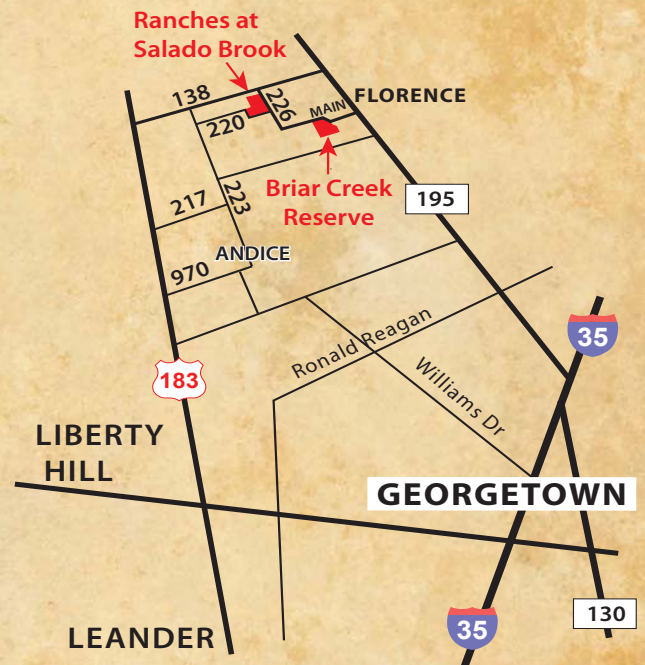 Ranches at
Salado Brook
138
226
MAIN
FLORENCE
220
Briar Creek
Reserve
195
217
223
ANDICE
970
Ronald Reagan
35
Williams Dr
183
LIBERTY
HILL
GEORGETOWN
130
35
LEANDER